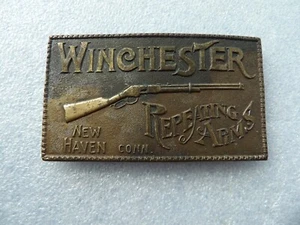 WINCHESTER
REPEATING
ARMS
NEW
HAVEN CONN.